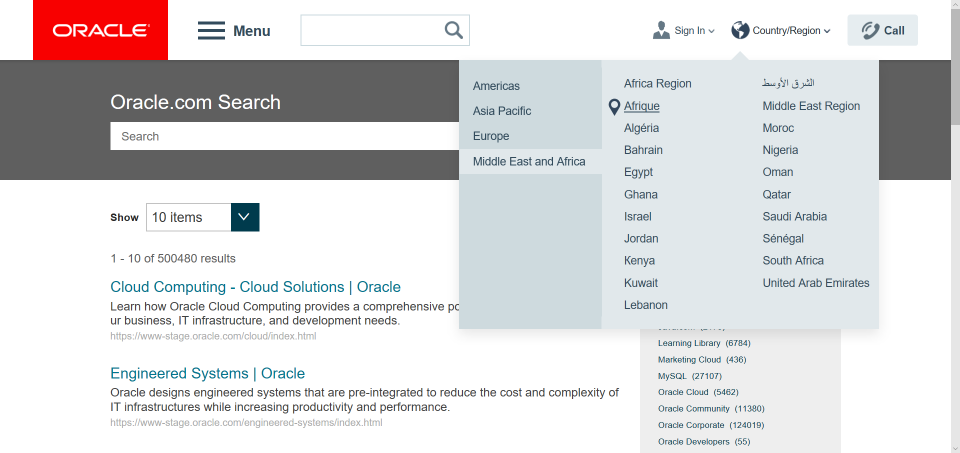 ORACLE
Menu
Sign In
Country/Region
Call
Americas
Asia Pacific
Europe
Middle East and Africa
Africa Region
Afrique
Algéria
Bahrain
Egypt
Ghana
Israel
Jordan
Kenya
Kuwait
Lebanon
الشرق الأوسط
Middle East Region
Moroc
Nigeria
Oman
Qatar
Saudi Arabia
Sénégal
South Africa
United Arab Emirates
Oracle.com Search
Search
Show
10 items
1 - 10 of 500480 results
Cloud Computing - Cloud Solutions | Oracle
Learn how Oracle Cloud Computing provides a comprehensive
ur business, IT infrastructure, and development needs.
https://www-stage.oracle.com/cloud/index.html
Engineered Systems | Oracle
Oracle designs engineered systems that are pre-integrated to reduce the cost and complexity of
IT infrastructures while increasing productivity and performance.
https://www-stage.oracle.com/engineered-systems/index.html
Learning Library (6784)
Marketing Cloud (436)
MySQL (27107)
Oracle Cloud (5462)
Oracle Community (11380)
Oracle Corporate (124019)
Oracle Developers (55)